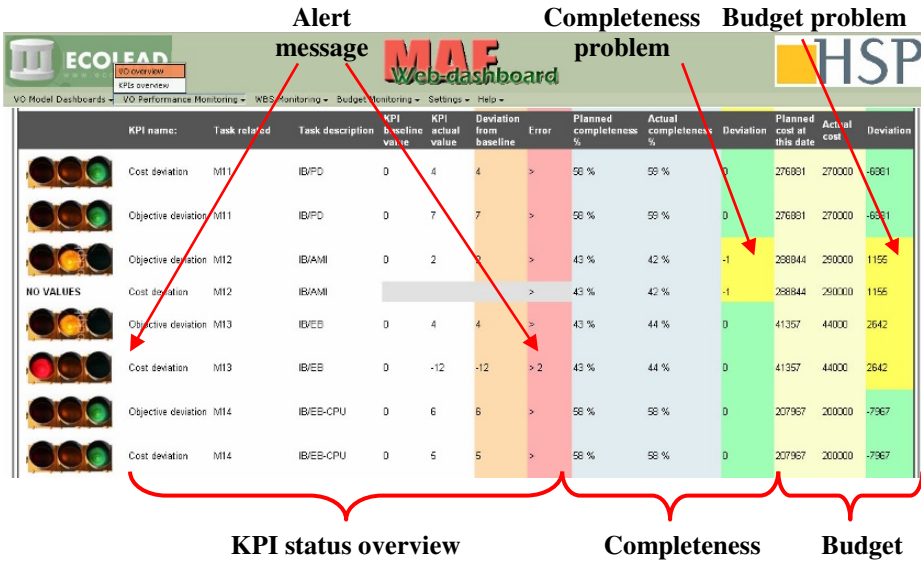 Alert message
Completeness problem
Budget problem
ECOLEAD
MAF
Web-dashboard
HSP
VO overview
KPIs overview
VO Model Dashboards VO Performance Monitoring WBS Monitoring Budget Monitoring Settings Help
KPI name: Task related Task description KPI baseline value KPI actual value Deviation from baseline Error Planned completeness % Actual completeness % Deviation Planned cost at this date Actual cost Deviation
Cost deviation M11 IB/PD 0 4 4 > 58 % 59 % 0 276881 270000 -6881
Objective deviation M11 IB/PD 0 7 7 > 58 % 59 % 0 276881 270000 -6881
Objective deviation M12 IB/AMI 0 2 2 > 43 % 42 % -1 288844 290000 1155
NO VALUES Cost deviation M12 IB/AMI > 43 % 42 % -1 288844 290000 1155
Objective deviation M13 IB/EB 0 4 4 > 43 % 44 % 0 41357 44000 2642
Cost deviation M13 IB/EB 0 -12 -12 > 2 43 % 44 % 0 41357 44000 2642
Objective deviation M14 IB/EB-CPU 0 6 6 > 58 % 58 % 0 207967 200000 -7967
Cost deviation M14 IB/EB-CPU 0 5 5 > 58 % 58 % 0 207967 200000 -7967
KPI status overview
Completeness
Budget